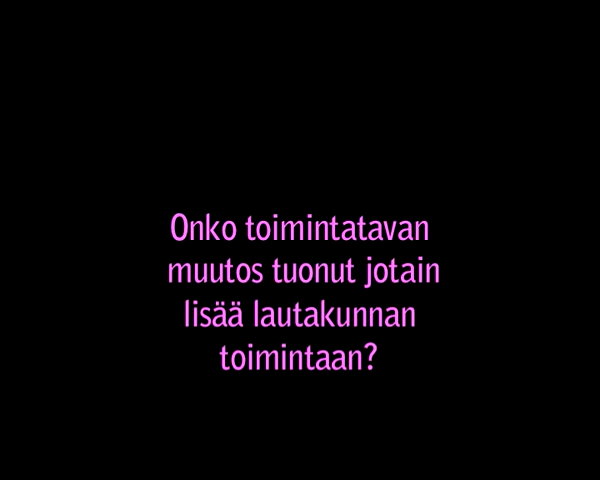 Onko toimintatavan
muutos tuonut jotain
lisää lautakunnan
toimintaan?